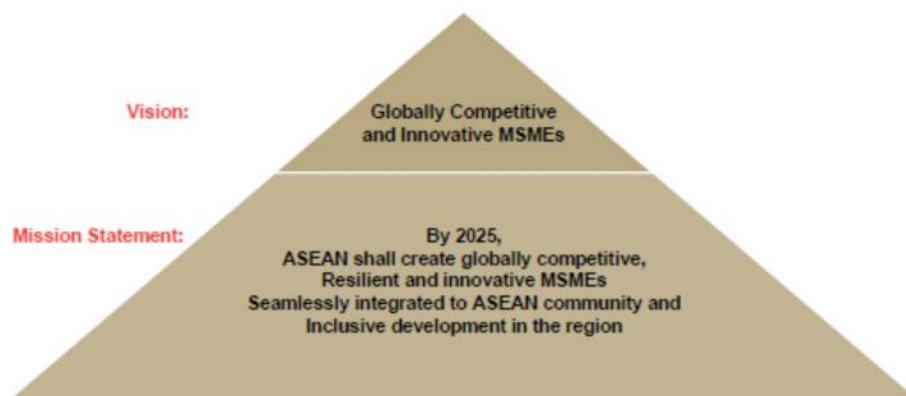 Vision:
Globally Competitive
and Innovative MSMEs
Mission Statement:
By 2025,
ASEAN shall create globally competitive,
Resilient and innovative MSMEs
Seamlessly integrated to ASEAN community and
Inclusive development in the region